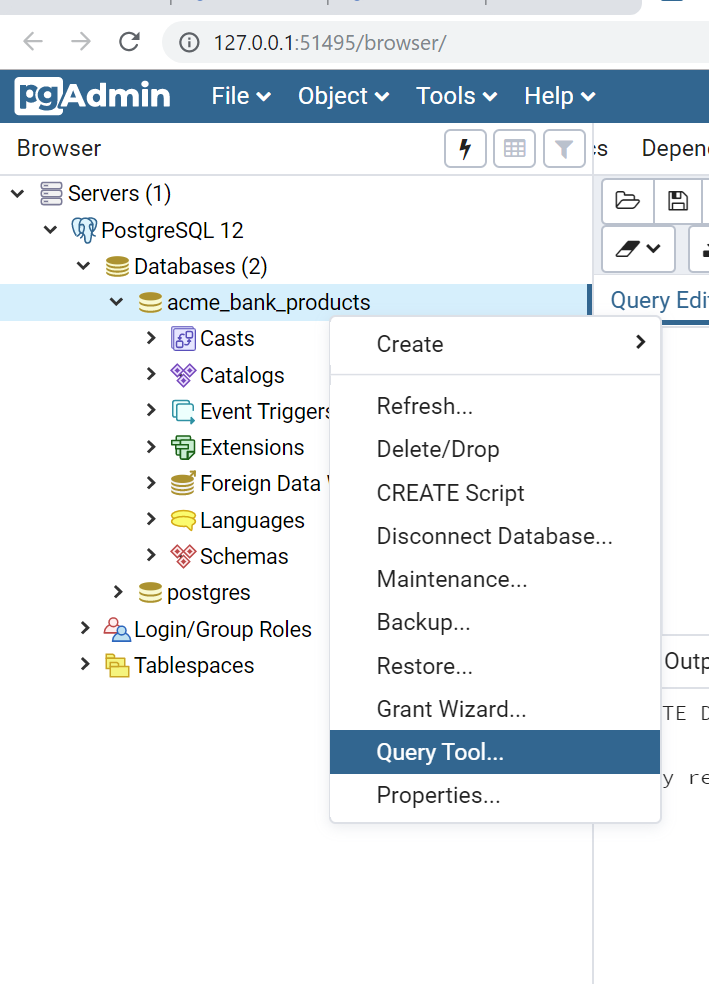 127.0.0.1:51495/browser/
pgAdmin File Object Tools Help
Browser
cs Depend
Servers (1)
PostgreSQL 12
Databases (2)
acme_bank_products
Query Edi
Casts
Catalogs
Event Triggers
Extensions
Foreign Data
Languages
Schemas
postgres
Login/Group Roles
Tablespaces
Create
Refresh...
Delete/Drop
CREATE Script
Disconnect Database...
Maintenance...
Backup...
Restore...
Grant Wizard...
Query Tool...
Properties...
Outp
TE D
y re